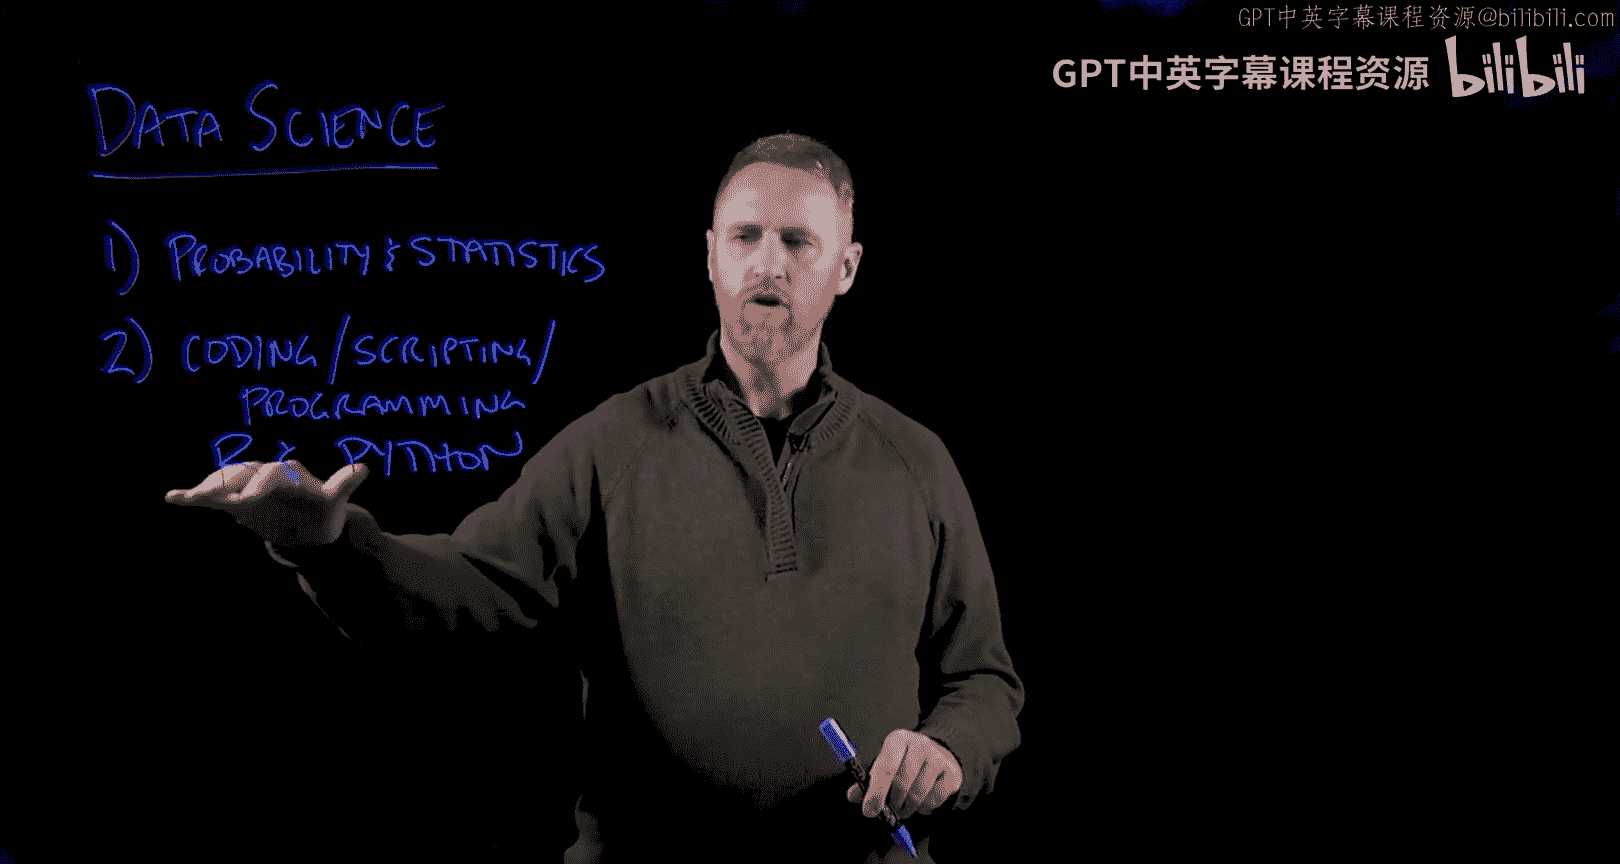 GPT中英字幕课程资源@bilibili.com
GPT中英字幕课程资源 bilibili
DATA SCIENCE
1) PROBABILITY & STATISTICS
2) CODING/SCRIPTING/
PROGRAMMING
R & PYTHON